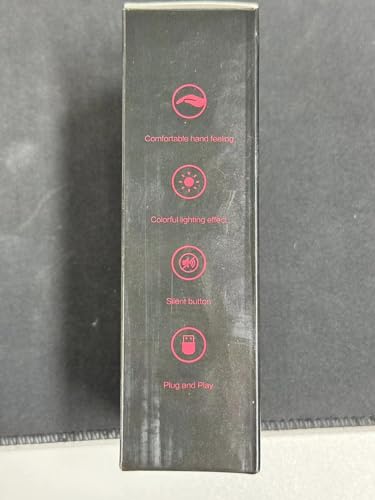 Comfortable hand feeling
Colorful lighting effect
Silent button
Plug and Play